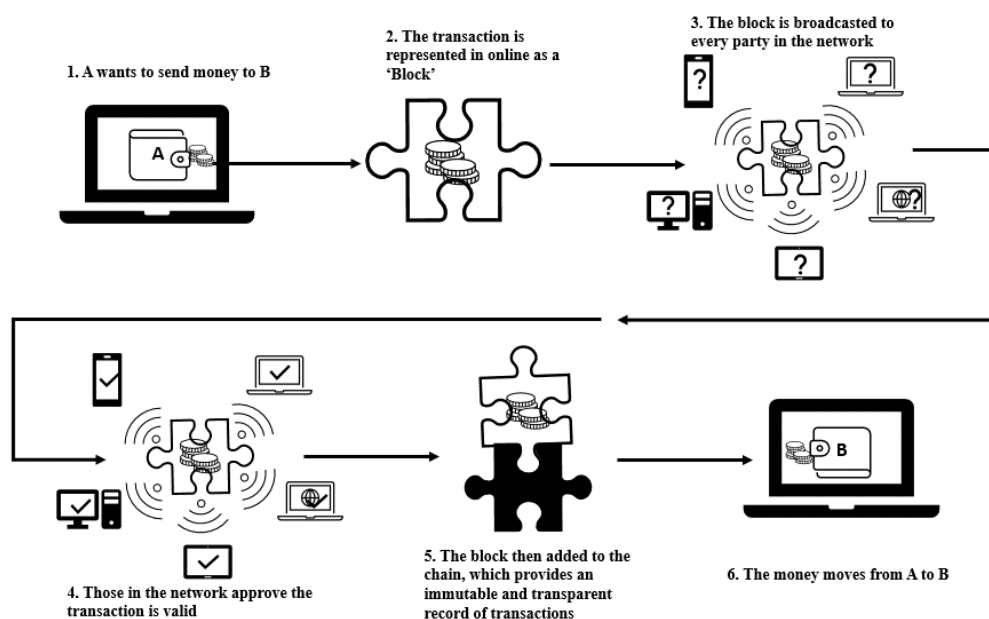 1. A wants to send money to B
A
2. The transaction is
represented in online as a
‘Block’
3. The block is broadcasted to
every party in the network
?
?
?
?
?
4. Those in the network approve the
transaction is valid
5. The block then added to the
chain, which provides an
immutable and transparent
record of transactions
B
6. The money moves from A to B